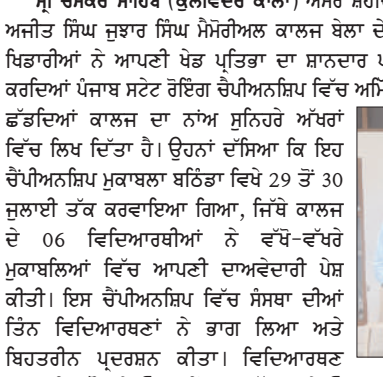 ਸ੍ਰੀ ਚਮਕੌਰ ਸਾਹਿਬ (ਕੁਲਵਿੰਦਰ ਕਾਲਾ) ਅਮਰ ਸ਼ਹੀਦ
ਅਜੀਤ ਸਿੰਘ ਜੁਝਾਰ ਸਿੰਘ ਮੈਮੋਰੀਅਲ ਕਾਲਜ ਬੇਲਾ ਦੇ
ਖਿਡਾਰੀਆਂ ਨੇ ਆਪਣੀ ਖੇਡ ਪ੍ਰਤਿਭਾ ਦਾ ਸ਼ਾਨਦਾਰ
ਕਰਦਿਆਂ ਪੰਜਾਬ ਸਟੇਟ ਰੋਇੰਗ ਚੈਪੀਅਨਸ਼ਿਪ ਵਿੱਚ
ਛੱਡਦਿਆਂ ਕਾਲਜ ਦਾ ਨਾਂਅ ਸੁਨਿਹਰੇ ਅੱਖਰਾਂ
ਵਿੱਚ ਲਿਖ ਦਿੱਤਾ ਹੈ। ਉਹਨਾਂ ਦੱਸਿਆ ਕਿ ਇਹ
ਚੈਂਪੀਅਨਸ਼ਿਪ ਮੁਕਾਬਲਾ ਬਠਿੰਡਾ ਵਿਖੇ 29 ਤੋਂ 30
ਜੁਲਾਈ ਤੱਕ ਕਰਵਾਇਆ ਗਿਆ, ਜਿੱਥੇ ਕਾਲਜ
ਦੇ 06 ਵਿਦਿਆਰਥੀਆਂ ਨੇ ਵੱਖੋ-ਵੱਖਰੇ
ਮੁਕਾਬਲਿਆਂ ਵਿੱਚ ਆਪਣੀ ਦਾਅਵੇਦਾਰੀ ਪੇਸ਼
ਕੀਤੀ। ਇਸ ਚੈਂਪੀਅਨਸ਼ਿਪ ਵਿੱਚ ਸੰਸਥਾ ਦੀਆਂ
ਤਿੰਨ ਵਿਦਿਆਰਥਣਾਂ ਨੇ ਭਾਗ ਲਿਆ ਅਤੇ
ਬਿਹਤਰੀਨ ਪ੍ਰਦਰਸ਼ਨ ਕੀਤਾ। ਵਿਦਿਆਰਥਣ